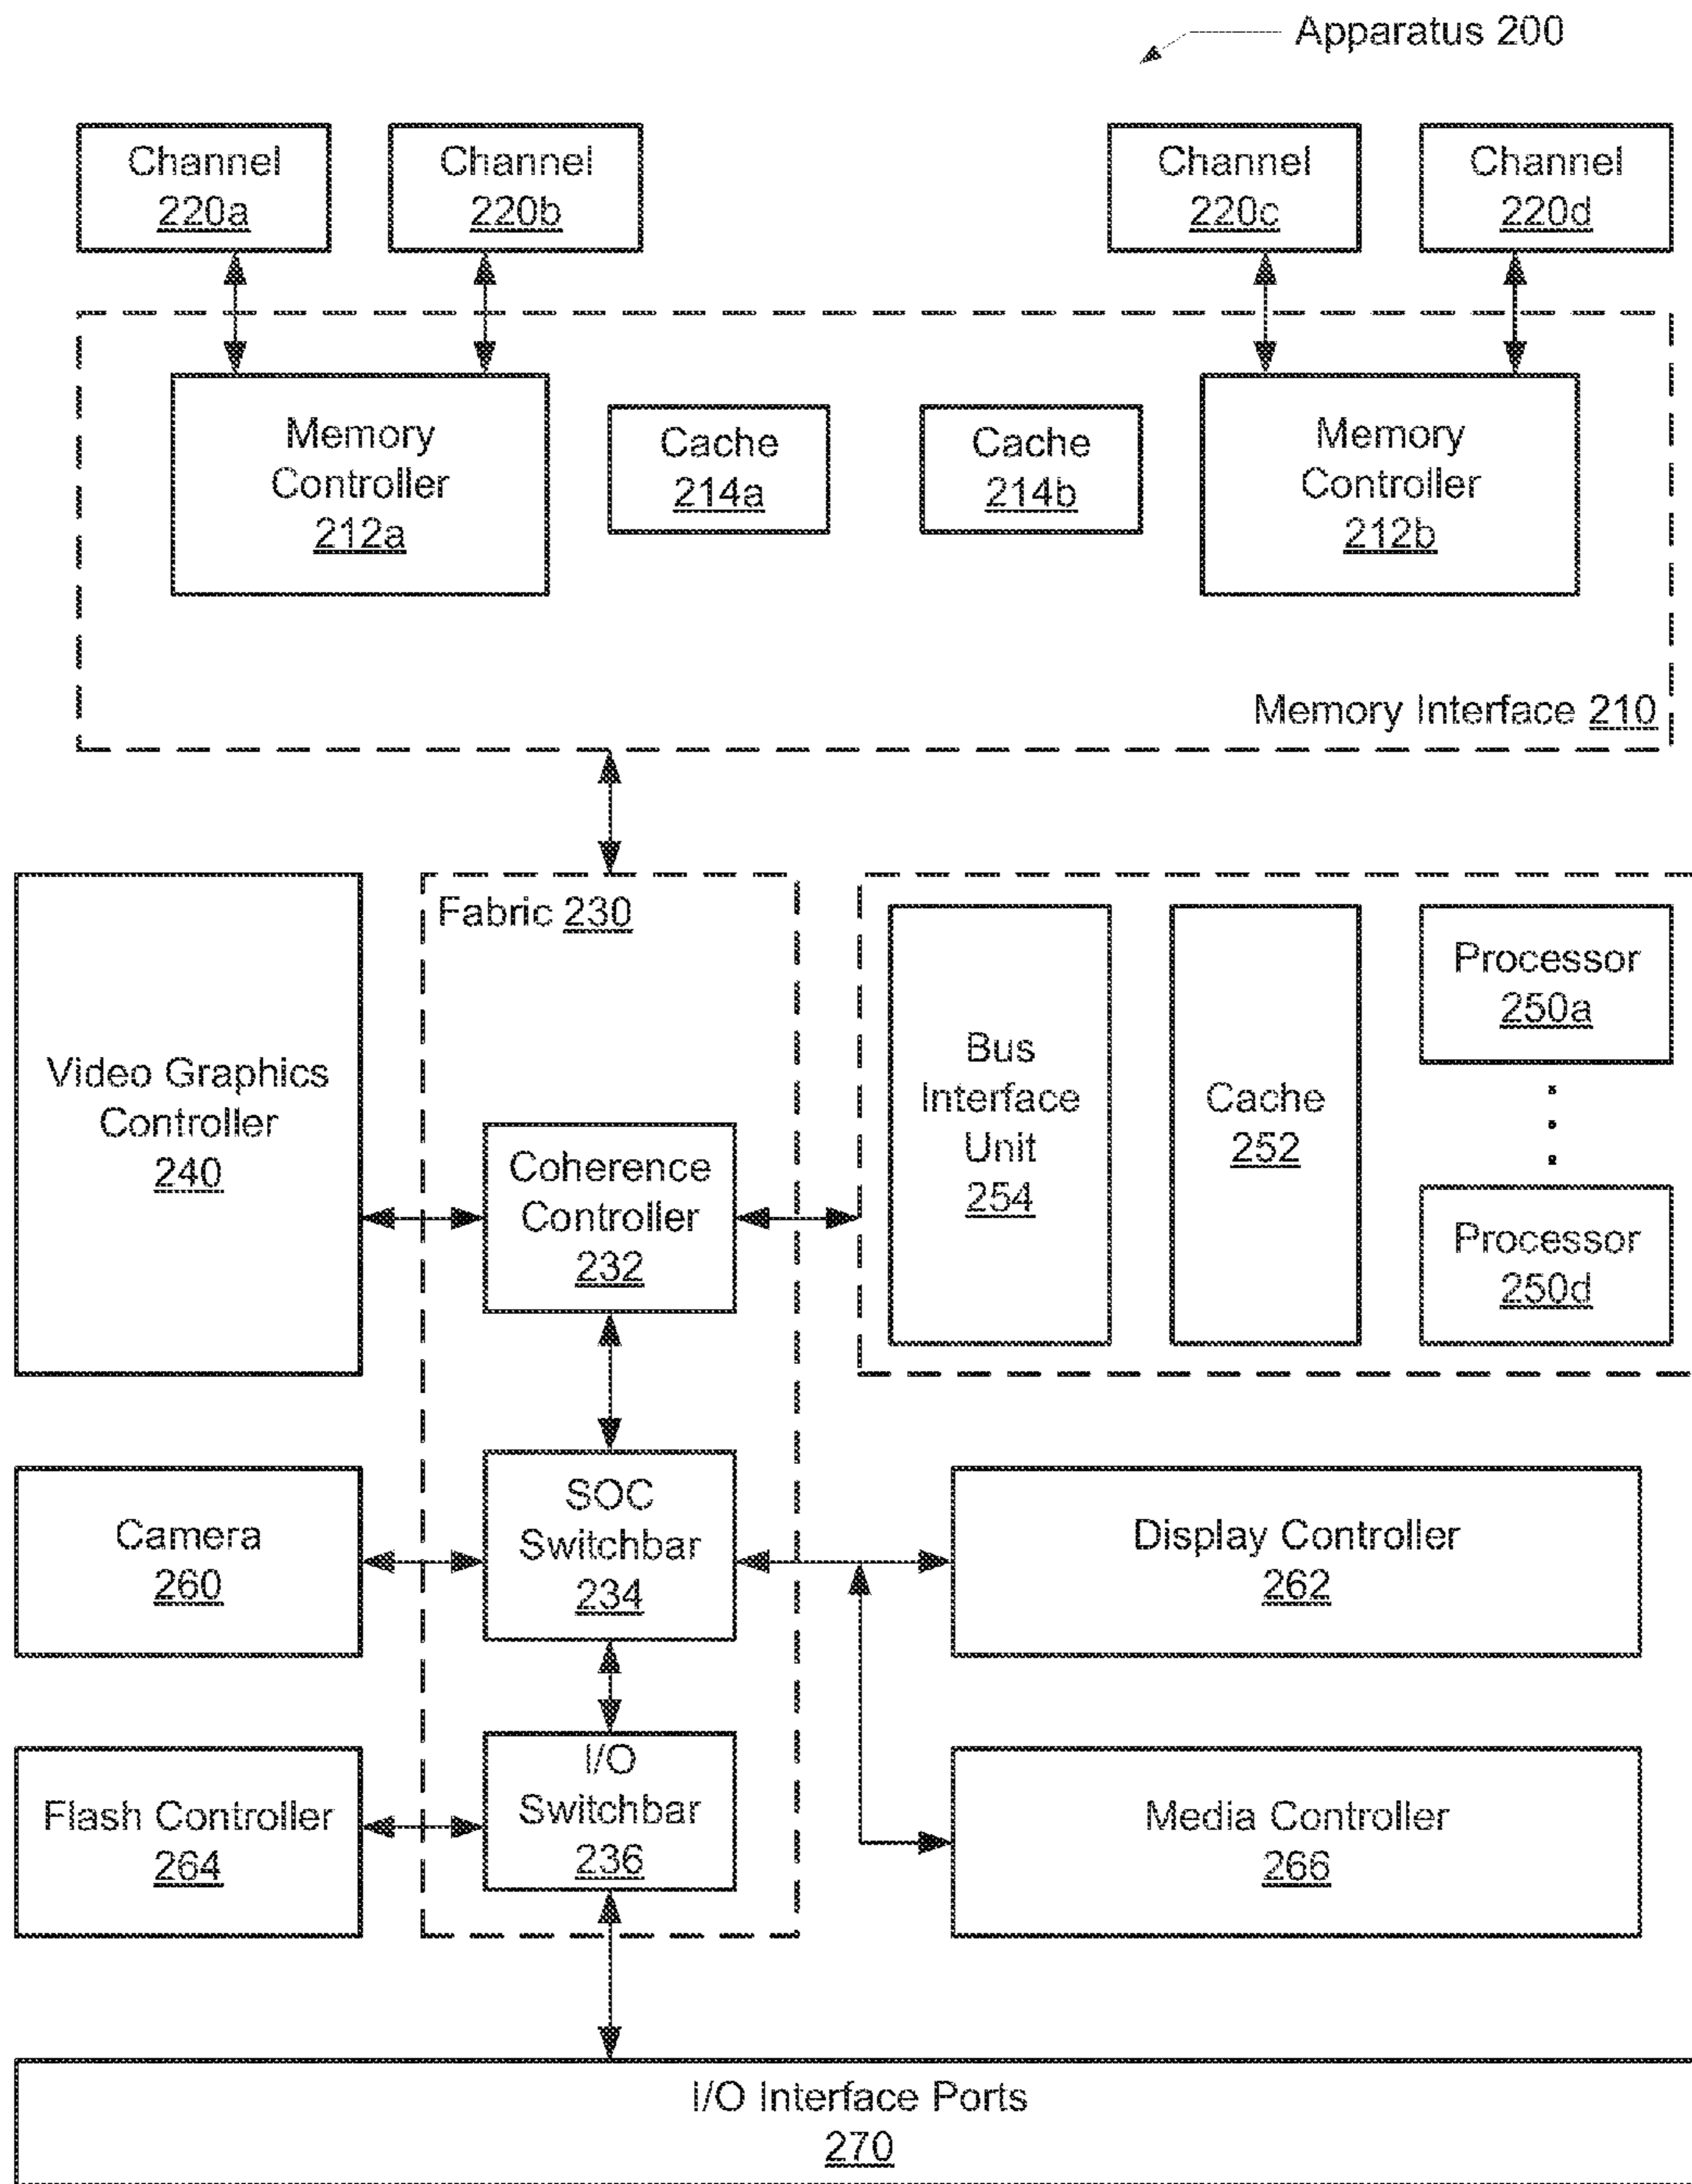 Apparatus 200
Channel
220a
Channel
220b
Channel
220c
Channel
220d
Memory
Controller
212a
Cache
214a
Cache
214b
Memory
Controller
212b
Memory Interface 210
Video Graphics
Controller
240
Fabric 230
Coherence
Controller
232
Bus
Interface
Unit
254
Cache
252
Processor
250a
Processor
250d
Camera
260
SOC
Switchbar
234
Display Controller
262
Flash Controller
264
I/O
Switchbar
236
Media Controller
266
I/O Interface Ports
270